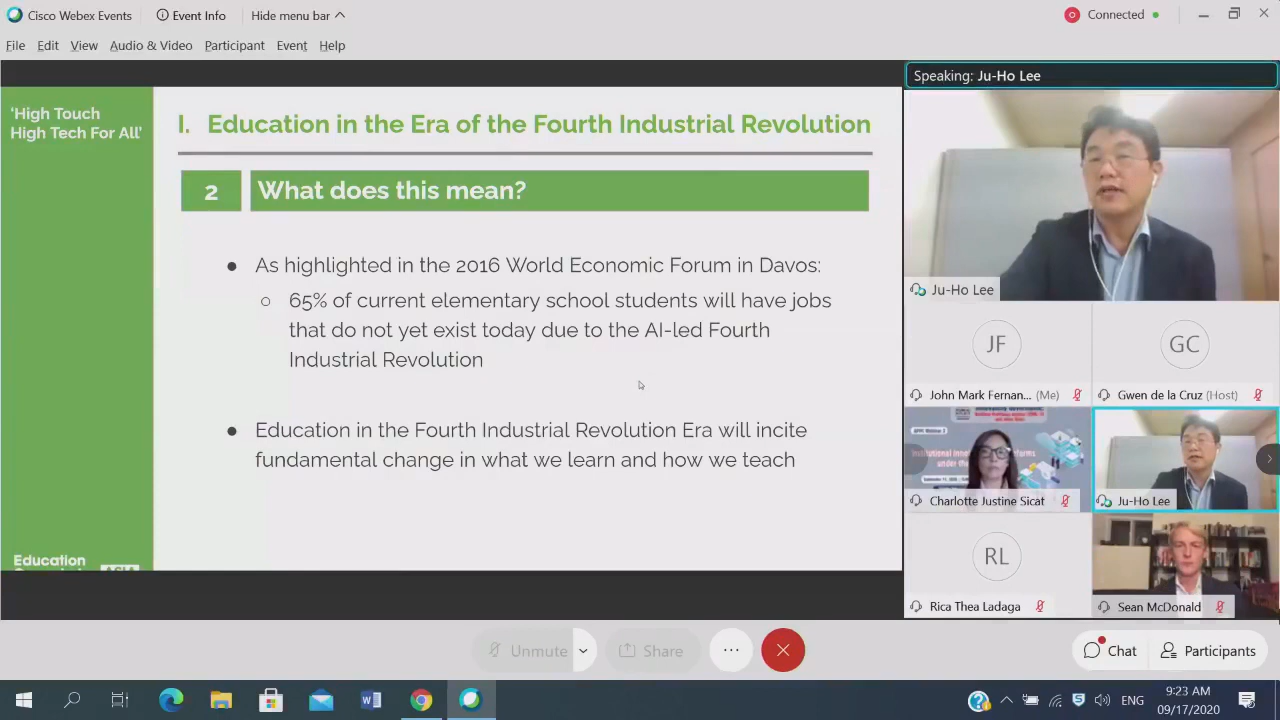 Cisco Webex Events
Event Info
Hide menu bar
Connected
File Edit View Audio & Video Participant Event Help
'High Touch
High Tech For All'
I. Education in the Era of the Fourth Industrial Revolution
2 What does this mean?
● As highlighted in the 2016 World Economic Forum in Davos:
○ 65% of current elementary school students will have jobs
that do not yet exist today due to the AI-led Fourth
Industrial Revolution
● Education in the Fourth Industrial Revolution Era will incite
fundamental change in what we learn and how we teach
Education
ASIA
Speaking: Ju-Ho Lee
Ju-Ho Lee
JF
John Mark Fernan... (Me)
GC
Gwen de la Cruz (Host)
Charlotte Justine Sicat
Ju-Ho Lee
RL
Rica Thea Ladaga
Sean McDonald
Unmute
Share
Chat
Participants
ENG
9:23 AM
09/17/2020